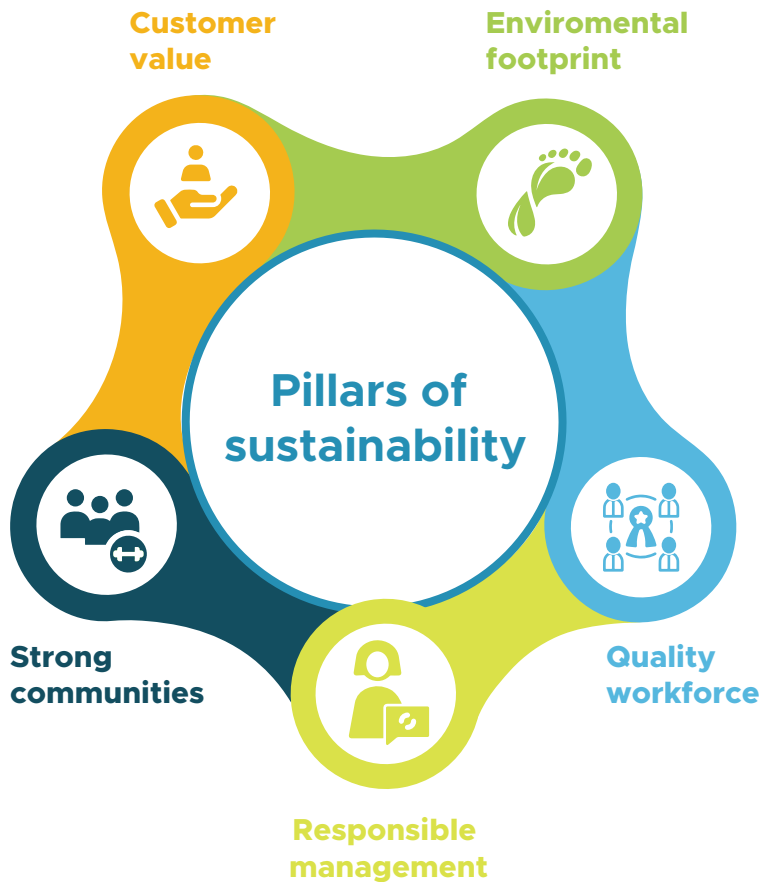 Customer
value
Enviromental
footprint
Pillars of
sustainability
Strong
communities
Quality
workforce
Responsible
management